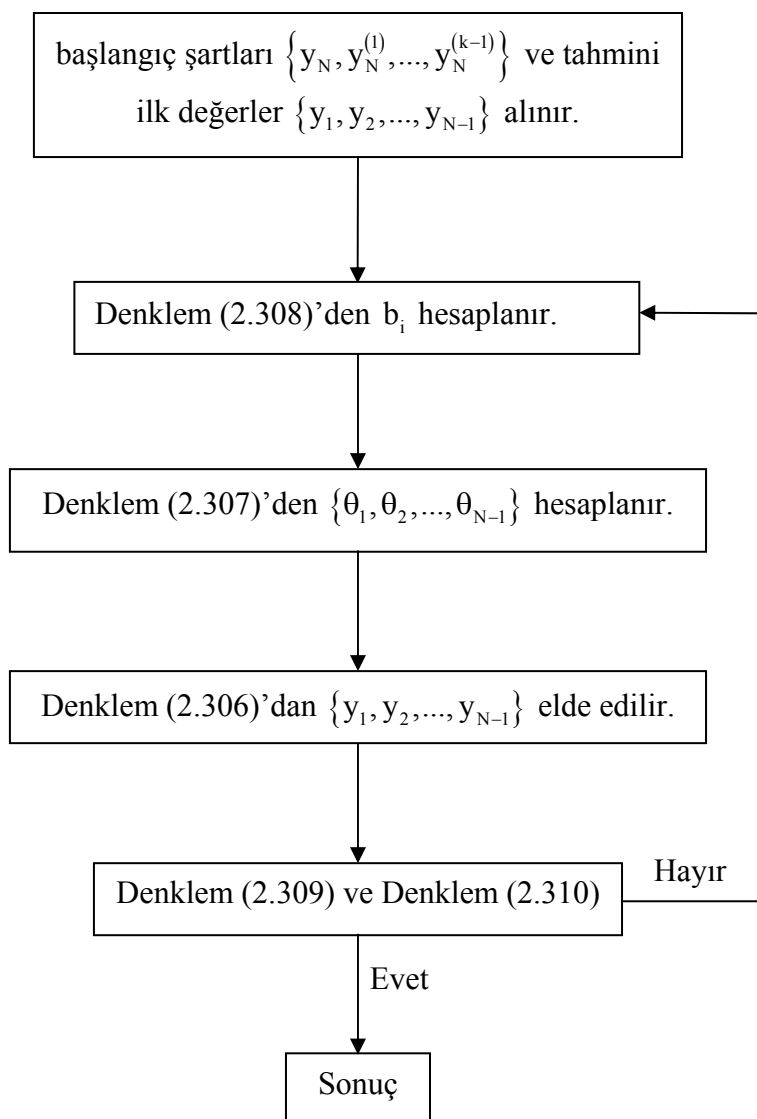 başlangıç şartları {y_N, y_N^(1), ..., y_N^(k−1)} ve tahmini
ilk değerler {y_1, y_2, ..., y_N−1} alınır.
Denklem (2.308)’den b_i hesaplanır.
Denklem (2.307)’den {θ_1, θ_2, ..., θ_N−1} hesaplanır.
Denklem (2.306)’dan {y_1, y_2, ..., y_N−1} elde edilir.
Denklem (2.309) ve Denklem (2.310)
Hayır
Evet
Sonuç